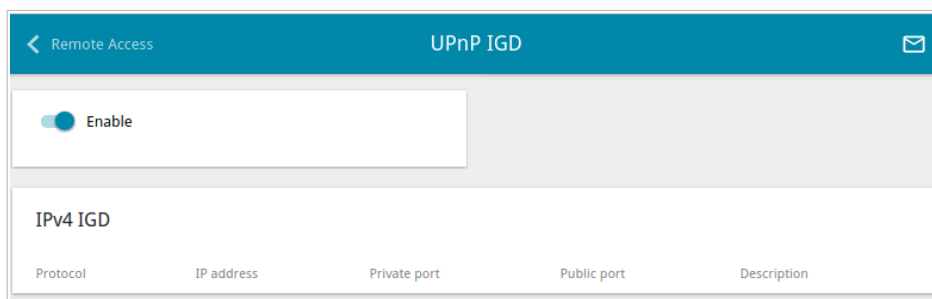 Remote Access UPnP IGD
Enable
IPv4 IGD
Protocol IP address Private port Public port Description